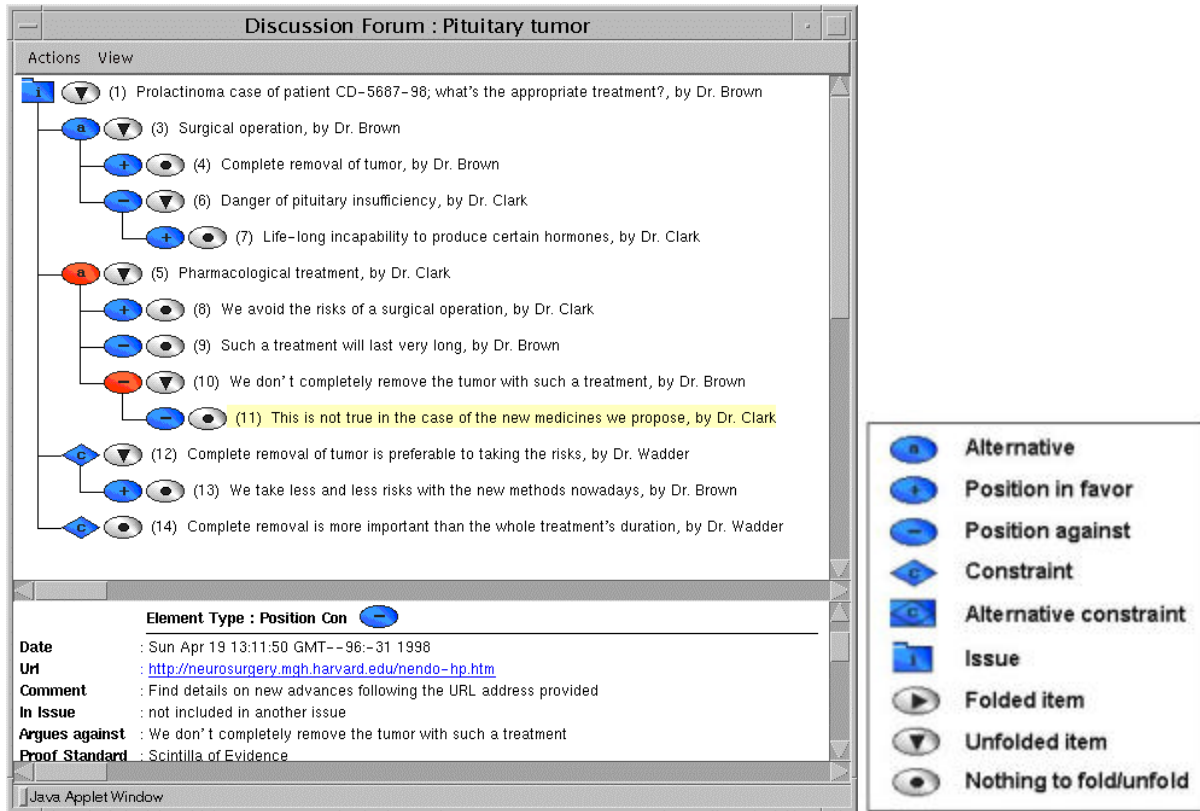 Discussion Forum : Pituitary tumor
Actions View
i (1) Prolactinoma case of patient CD-5687-98; what's the appropriate treatment?, by Dr. Brown
a (3) Surgical operation, by Dr. Brown
+ (4) Complete removal of tumor, by Dr. Brown
− (6) Danger of pituitary insufficiency, by Dr. Clark
+ (7) Life-long incapability to produce certain hormones, by Dr. Clark
a (5) Pharmacological treatment, by Dr. Clark
+ (8) We avoid the risks of a surgical operation, by Dr. Clark
− (9) Such a treatment will last very long, by Dr. Brown
− (10) We don't completely remove the tumor with such a treatment, by Dr. Brown
− (11) This is not true in the case of the new medicines we propose, by Dr. Clark
c (12) Complete removal of tumor is preferable to taking the risks, by Dr. Wadder
+ (13) We take less and less risks with the new methods nowadays, by Dr. Brown
c (14) Complete removal is more important than the whole treatment's duration, by Dr. Wadder
Element Type : Position Con −
Date : Sun Apr 19 13:11:50 GMT--96:-31 1998
Url : http://neurosurgery.mgh.harvard.edu/nendo-hp.htm
Comment : Find details on new advances following the URL address provided
In Issue : not included in another issue
Argues against : We don't completely remove the tumor with such a treatment
Proof Standard : Scintilla of Evidence
Java Applet Window
a Alternative
+ Position in favor
− Position against
c Constraint
c Alternative constraint
i Issue
Folded item
Unfolded item
Nothing to fold/unfold